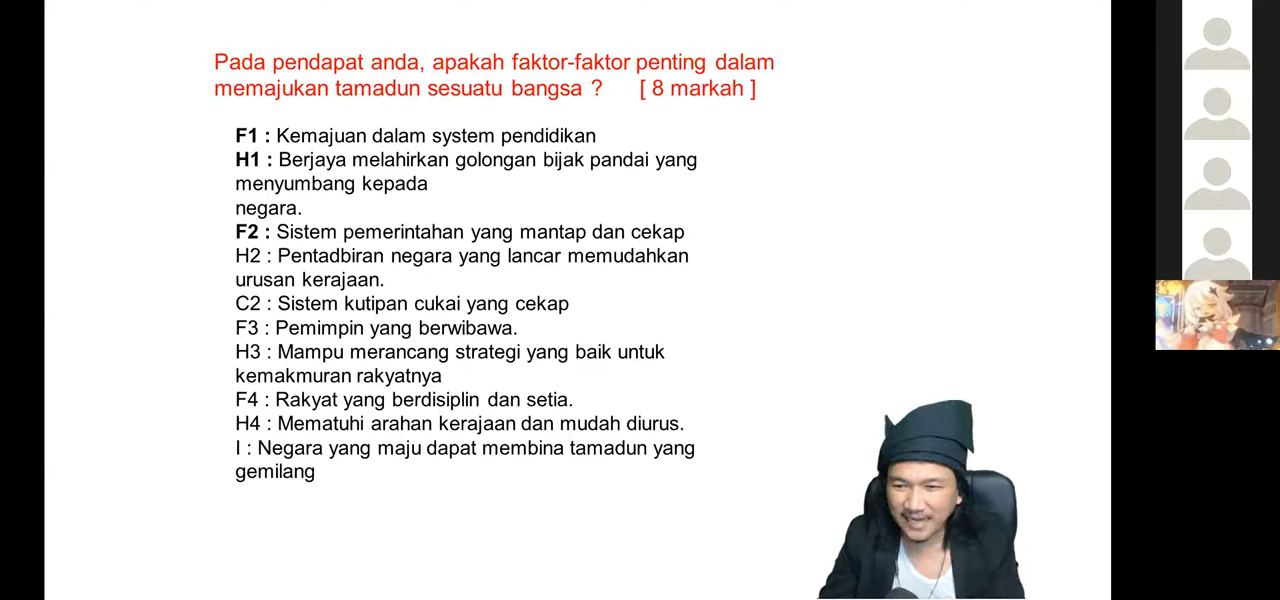 Pada pendapat anda, apakah faktor-faktor penting dalam
memajukan tamadun sesuatu bangsa ? [ 8 markah ]
F1 : Kemajuan dalam system pendidikan
H1 : Berjaya melahirkan golongan bijak pandai yang
menyumbang kepada
negara.
F2 : Sistem pemerintahan yang mantap dan cekap
H2 : Pentadbiran negara yang lancar memudahkan
urusan kerajaan.
C2 : Sistem kutipan cukai yang cekap
F3 : Pemimpin yang berwibawa.
H3 : Mampu merancang strategi yang baik untuk
kemakmuran rakyatnya
F4 : Rakyat yang berdisiplin dan setia.
H4 : Mematuhi arahan kerajaan dan mudah diurus.
I : Negara yang maju dapat membina tamadun yang
gemilang